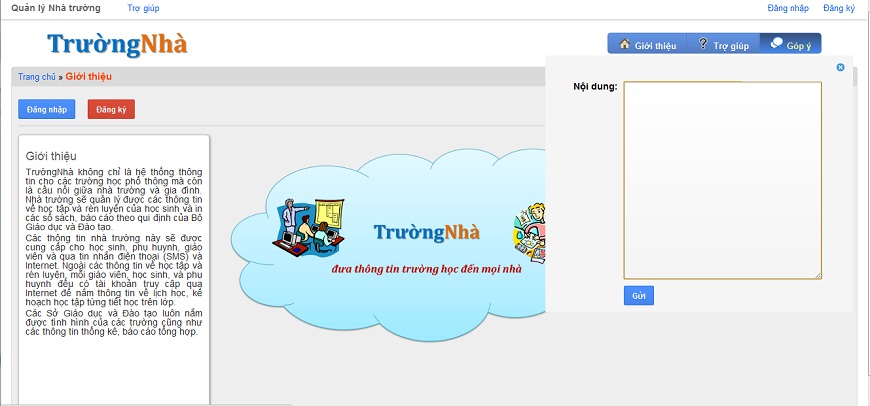 Quản lý Nhà trường Trợ giúp Đăng nhập Đăng ký
TrườngNhà
Giới thiệu Trợ giúp Góp ý
Trang chủ » Giới thiệu
Đăng nhập Đăng ký
Nội dung:
Gửi
Giới thiệu
TrườngNhà không chỉ là hệ thống thông
tin cho các trường học phổ thông mà còn
là cầu nối giữa nhà trường và gia đình.
Nhà trường sẽ quản lý được các thông tin
về học tập và rèn luyện của học sinh và in
các sổ sách, báo cáo theo qui định của Bộ
Giáo dục và Đào tạo.
Các thông tin nhà trường này sẽ được
cung cấp cho học sinh, phụ huynh, giáo
viên và qua tin nhắn điện thoại (SMS) và
Internet. Ngoài các thông tin về học tập và
rèn luyện, mỗi giáo viên, học sinh, và phụ
huynh đều có tài khoản truy cập qua
Internet để nắm thông tin về lịch học, kế
hoạch học tập từng tiết học trên lớp.
Các Sở Giáo dục và Đào tạo luôn nắm
được tình hình của các trường cũng như
các thông tin thống kê, báo cáo tổng hợp.
TrườngNhà
đưa thông tin trường học đến mọi nhà